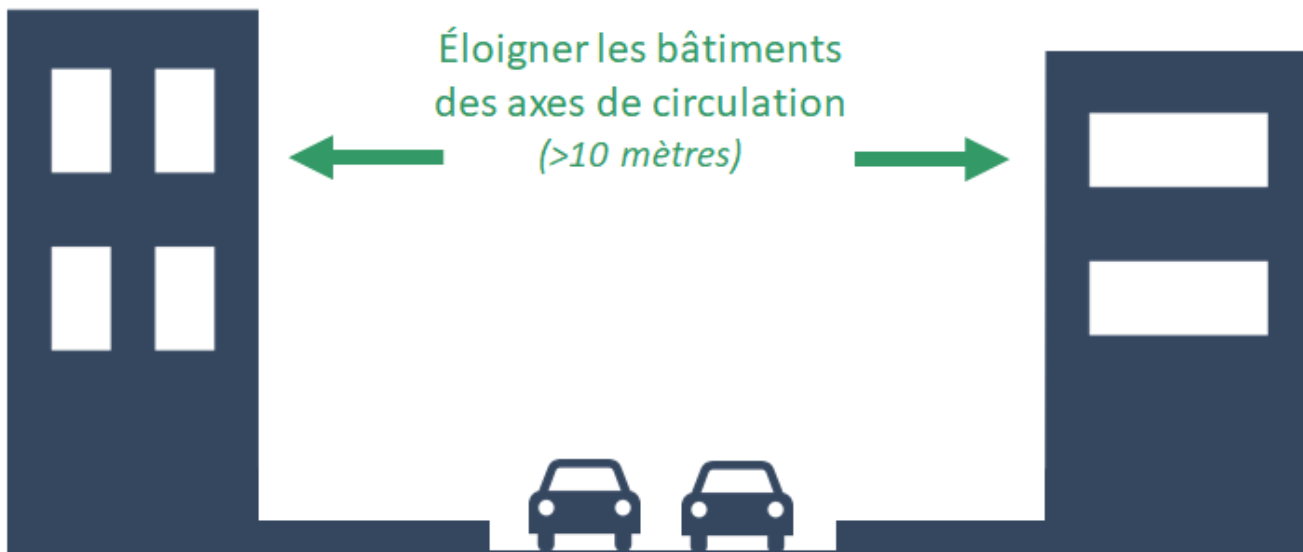 Éloigner les bâtiments
des axes de circulation
(>10 mètres)